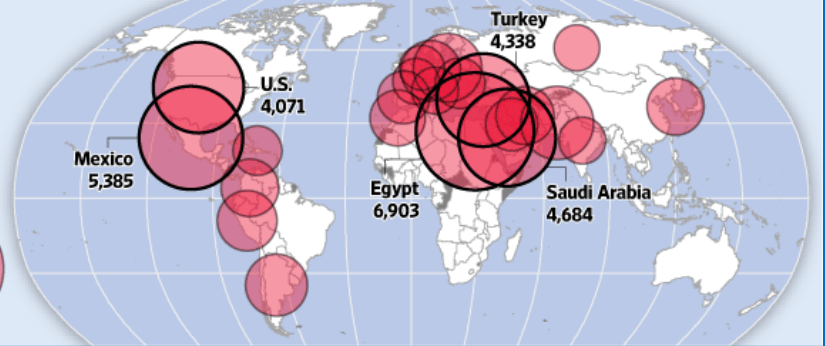 Turkey
4,338
U.S.
4,071
Mexico
5,385
Egypt
6,903
Saudi Arabia
4,684